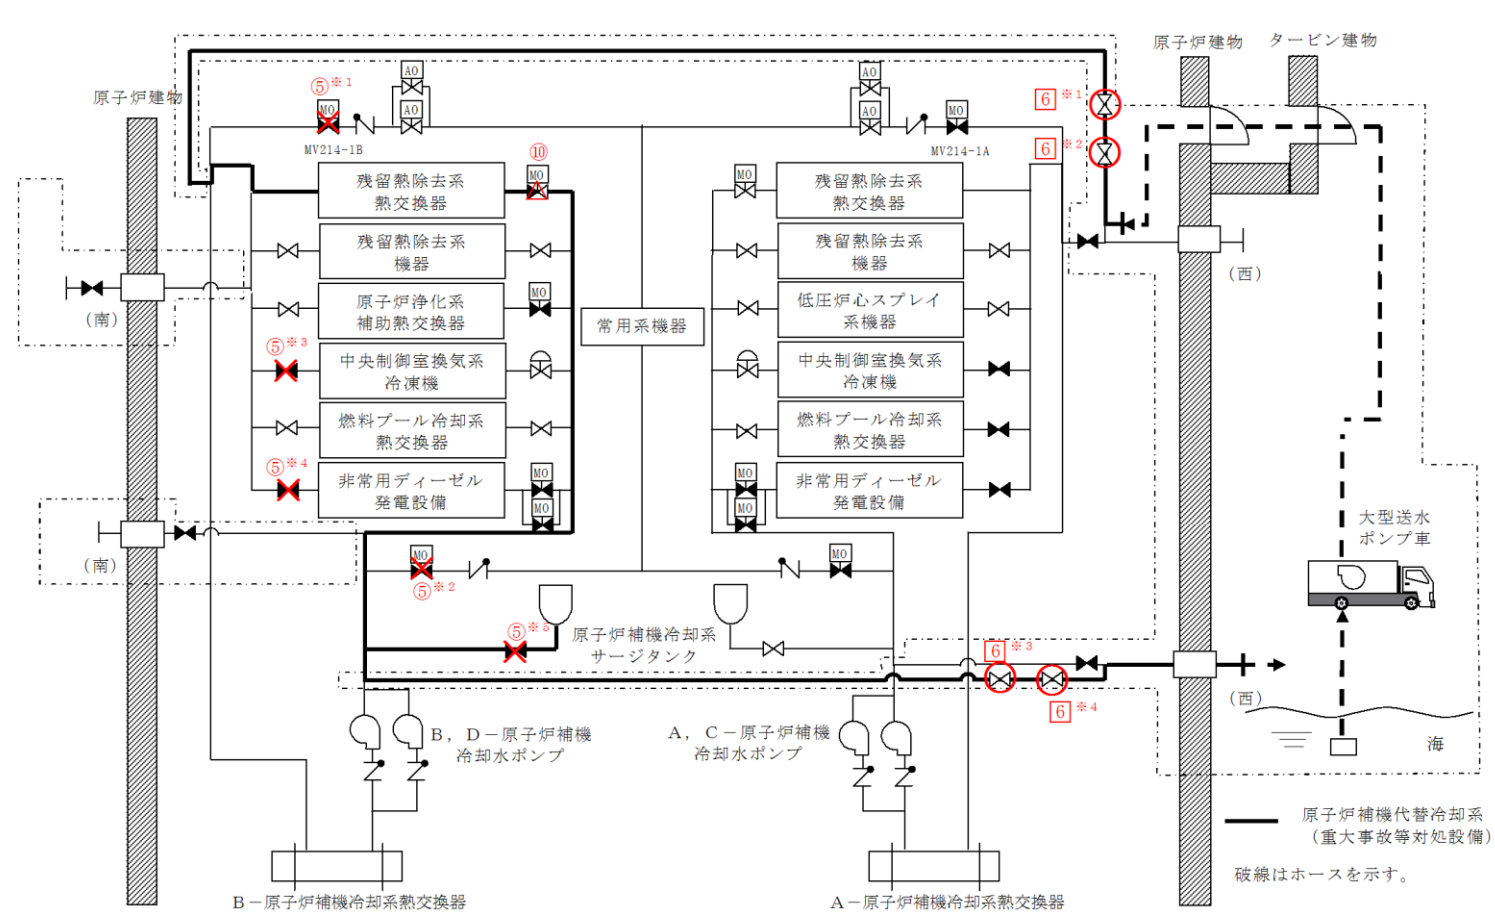 原子炉建物
タービン建物
原子炉建物
⑤※1
AO
AO
6 ※1
MO
AO
AO
MO
MV214-1B
MV214-1A
6 ※2
⑩
MO
MO
残留熱除去系
熱交換器
残留熱除去系
熱交換器
残留熱除去系
機器
残留熱除去系
機器
(西)
(南)
原子炉浄化系
補助熱交換器
MO
常用系機器
低圧炉心スプレイ
系機器
⑤※3
中央制御室換気系
冷凍機
中央制御室換気系
冷凍機
燃料プール冷却系
熱交換器
燃料プール冷却系
熱交換器
⑤※4
非常用ディーゼル
発電設備
MO
MO
MO
MO
非常用ディーゼル
発電設備
大型送水
ポンプ車
(南)
MO
⑤※2
MO
⑤※5
原子炉補機冷却系
サージタンク
6 ※3
6 ※4
(西)
B,D-原子炉補機
冷却水ポンプ
A,C-原子炉補機
冷却水ポンプ
海
原子炉補機代替冷却系
(重大事故等対処設備)
破線はホースを示す。
B-原子炉補機冷却系熱交換器
A-原子炉補機冷却系熱交換器